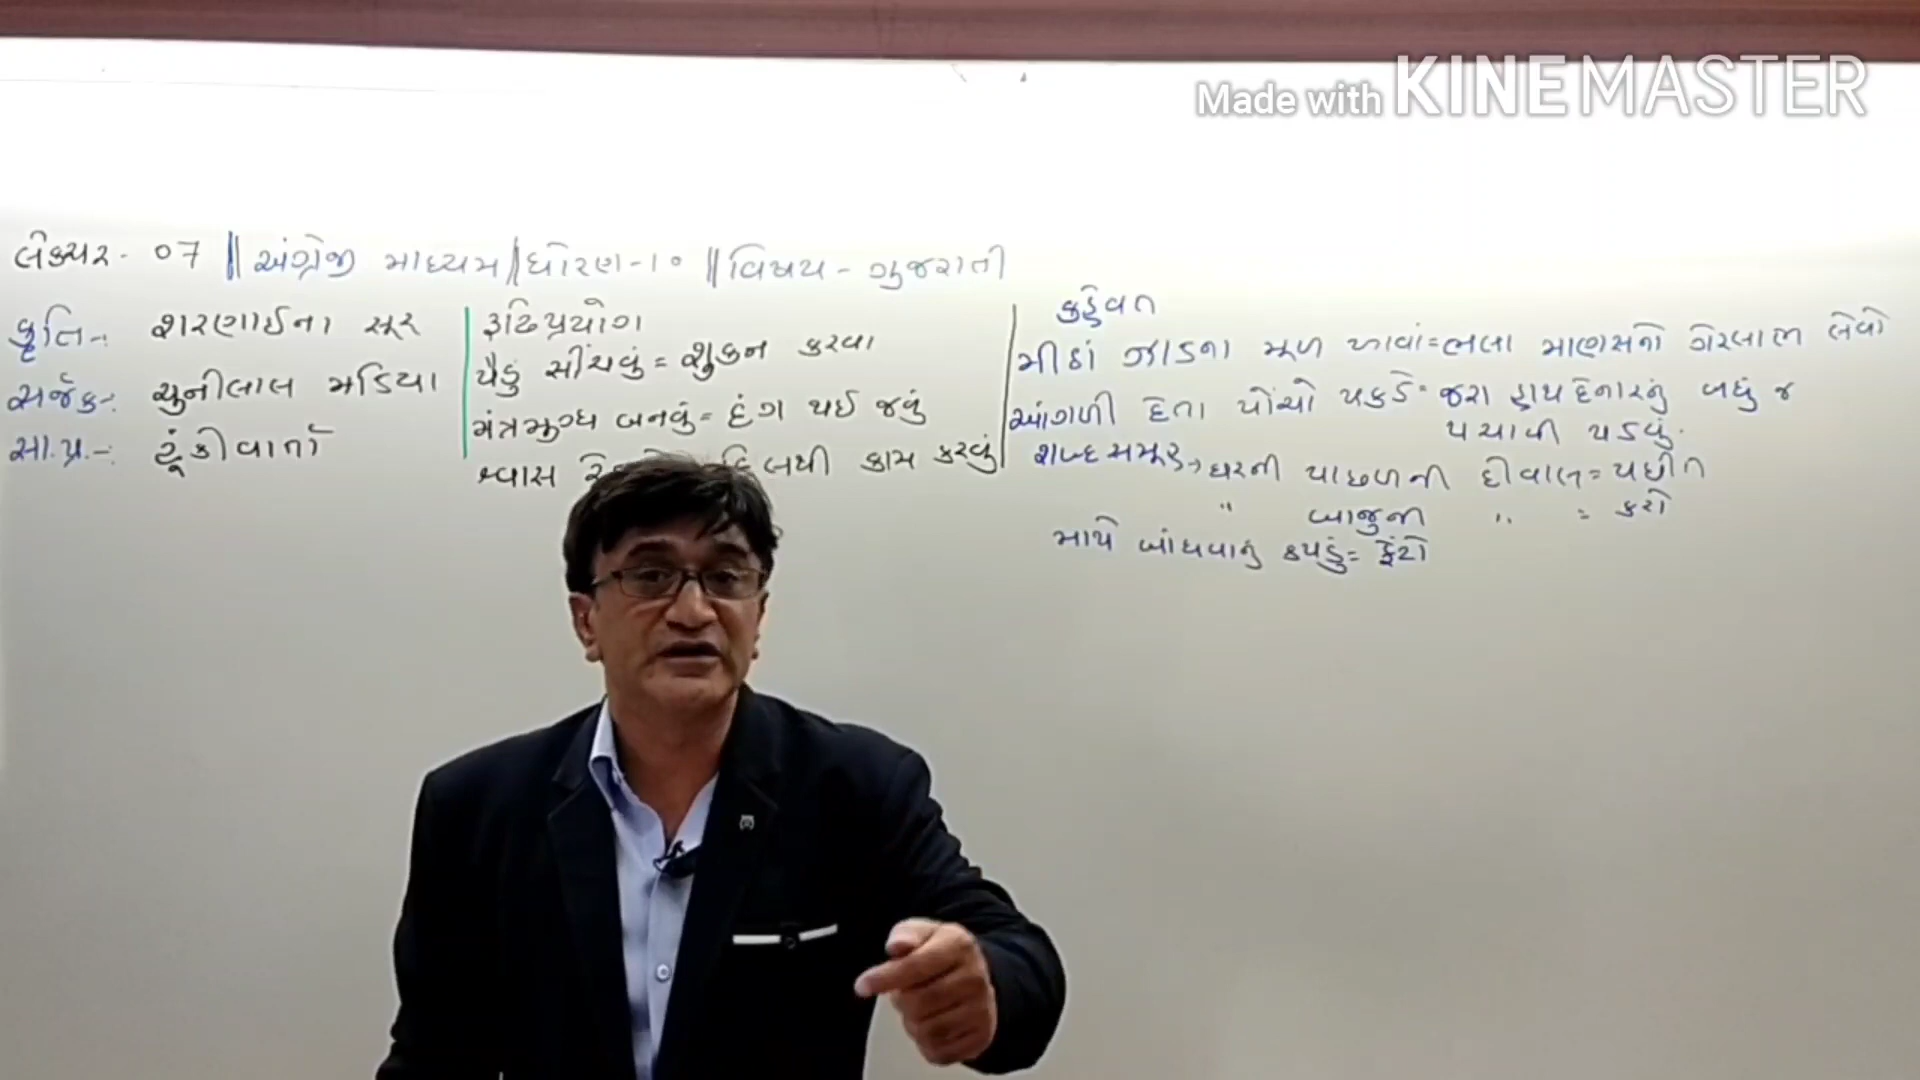 Made with KINEMASTER
લેક્ચર - ૦7 || અંગ્રેજી માધ્યમ || ધોરણ-૧૦ || વિષય - ગુજરાતી
કૃતિ -: શરણાઈના સૂર
સર્જક -: ચુનીલાલ મડિયા
સા.પ્ર. -: ટૂંકીવાર્તા
રૂઢિપ્રયોગ
પૈડું સીંચવું = શુકન કરવા
મંત્રમુગ્ધ બનવું = દંગ થઈ જવું
શ્વાસ લથી કામ કરવું
કહેવત
મીઠાં ઝાડના મૂળ ખાવાં = ભલા માણસનો ગેરલાભ લેવો
આંગળી દેતા પોંચો પકડે = જરા હાથ દેનારનું બધું જ
પચાવી પડવું.
શબ્દસમૂહ → ઘરની પાછળની દીવાલ = પછીત
" બાજુની " = કરો
માથે બાંધવાનું કપડું = ફેંટો